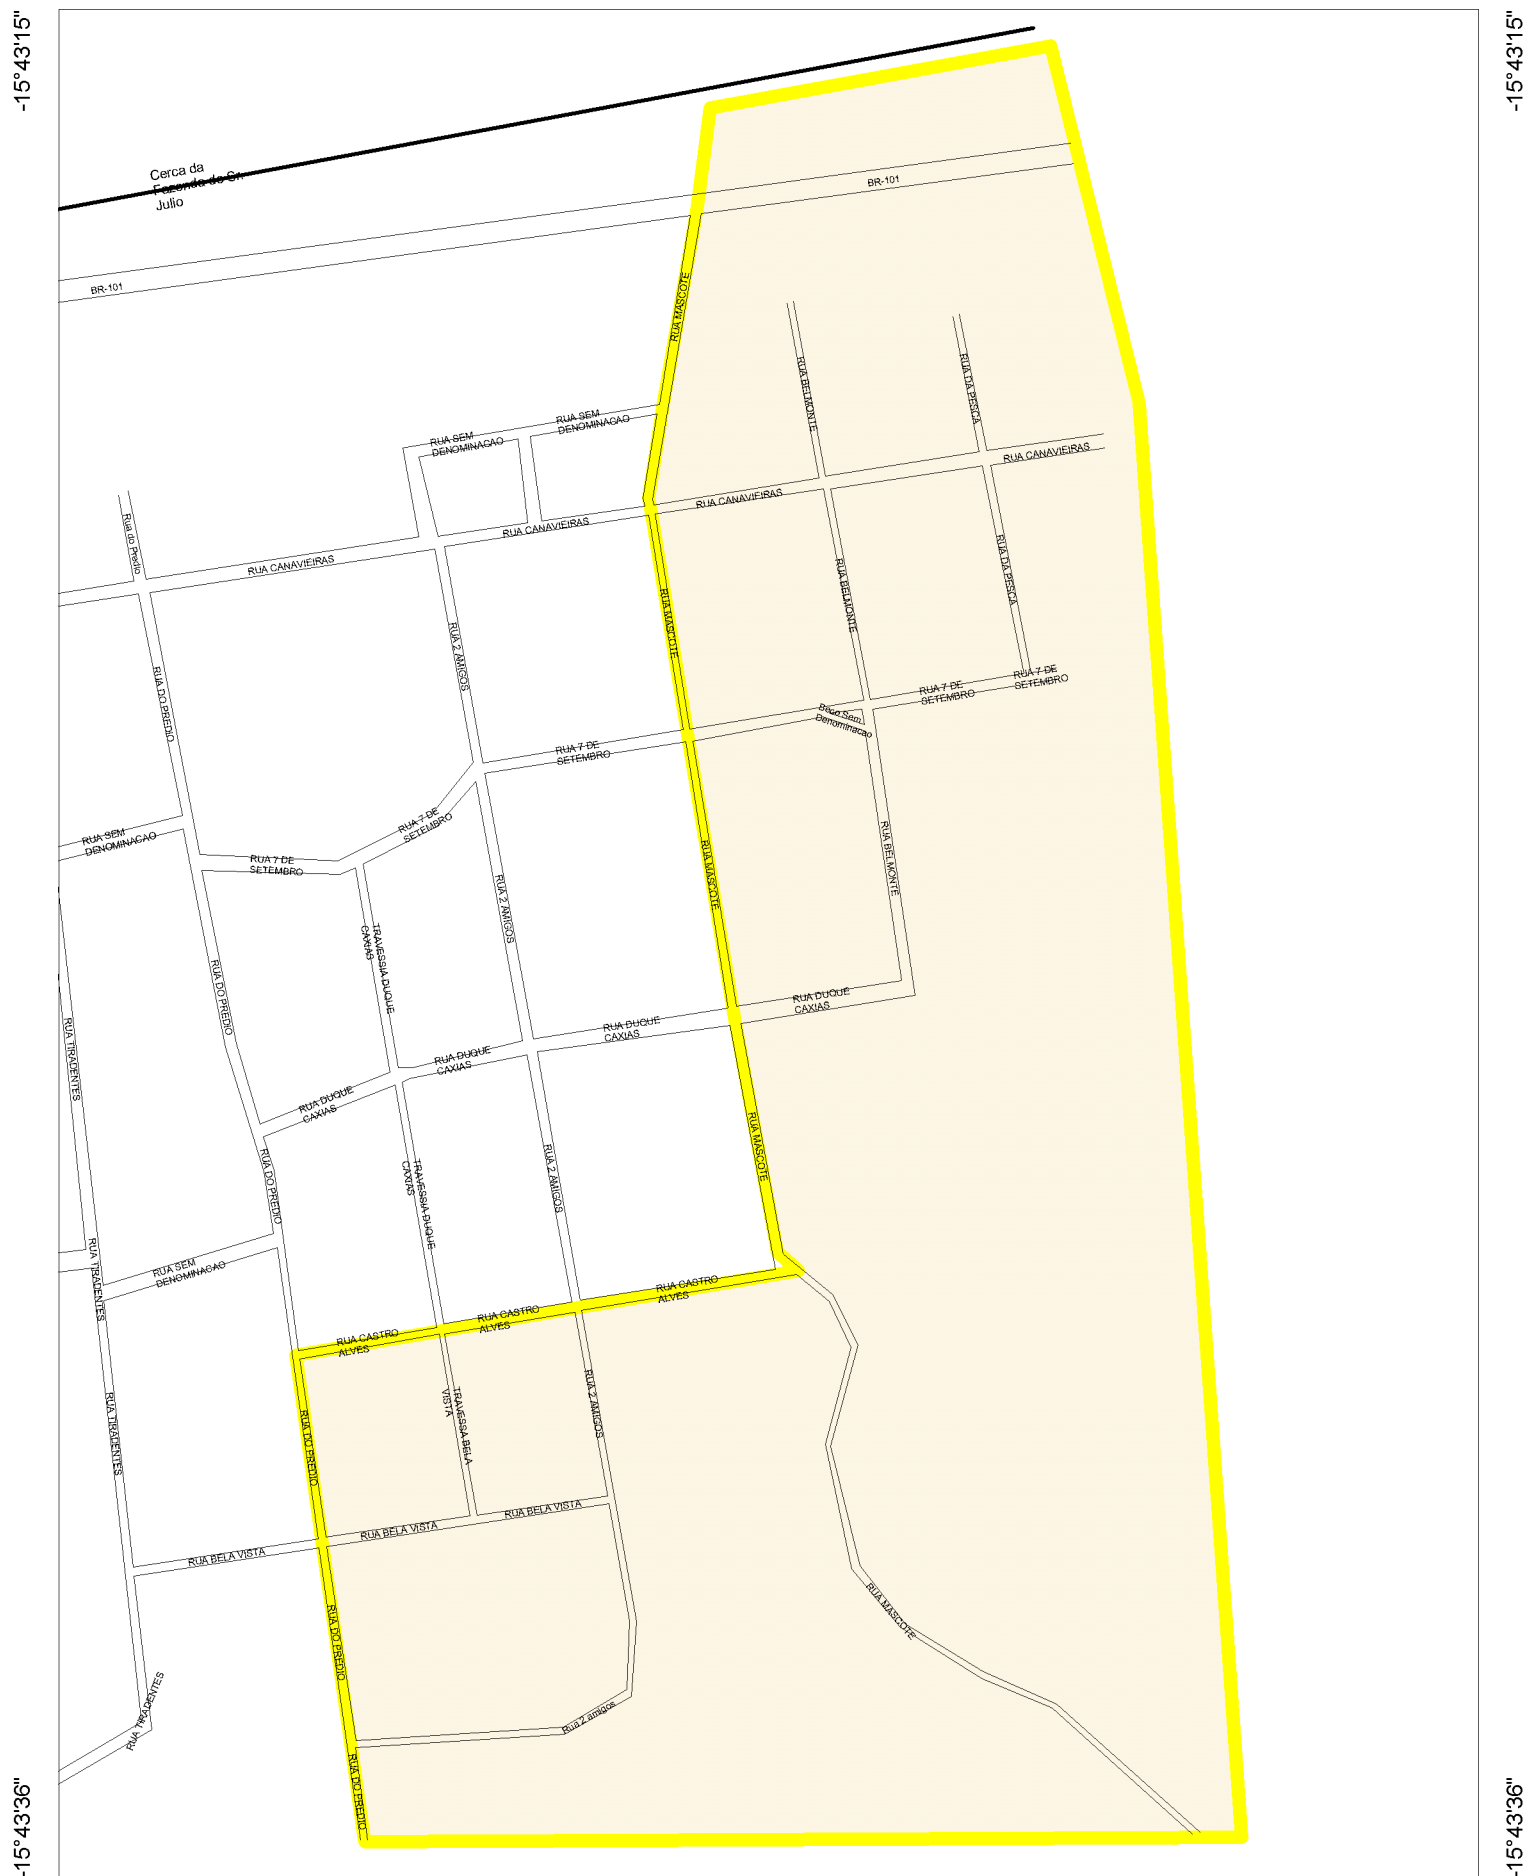 -15°43'15"
-15°43'15"
Cerca da
Fazenda do Sr.
Julio
BR-101
BR-101
RUA MASCOTE
RUA BELMONTE
RUA DA PESCA
RUA SEM
DENOMINACAO
RUA SEM
DENOMINACAO
RUA CANAVIEIRAS
RUA CANAVIEIRAS
RUA CANAVIEIRAS
RUA CANAVIEIRAS
Rua do Predio
RUA DA PESCA
RUA BELMONTE
RUA MASCOTE
RUA 2 AMIGOS
RUA DO PREDIO
RUA 7 DE
SETEMBRO
RUA 7 DE
SETEMBRO
Beco Sem
Denominacao
RUA 7 DE
SETEMBRO
RUA 7 DE
SETEMBRO
RUA SEM
DENOMINACAO
RUA 7 DE
SETEMBRO
RUA BELMONTE
RUA MASCOTE
RUA 2 AMIGOS
TRAVESSIA DUQUE
CAXIAS
RUA DO PREDIO
RUA DUQUE
CAXIAS
RUA DUQUE
CAXIAS
RUA DUQUE
CAXIAS
RUA DUQUE
CAXIAS
RUA TIRADENTES
RUA MASCOTE
RUA 2 AMIGOS
TRAVESSIA DUQUE
CAXIAS
RUA DO PREDIO
RUA TIRADENTES
RUA SEM
DENOMINACAO
RUA CASTRO
ALVES
RUA CASTRO
ALVES
RUA CASTRO
ALVES
RUA TIRADENTES
RUA DO PREDIO
TRAVESSA BELA
VISTA
RUA 2 AMIGOS
RUA BELA VISTA
RUA BELA VISTA
RUA BELA VISTA
RUA MASCOTE
RUA DO PREDIO
RUA TIRADENTES
Rua 2 amigos
RUA DO PREDIO
-15°43'36"
-15°43'36"